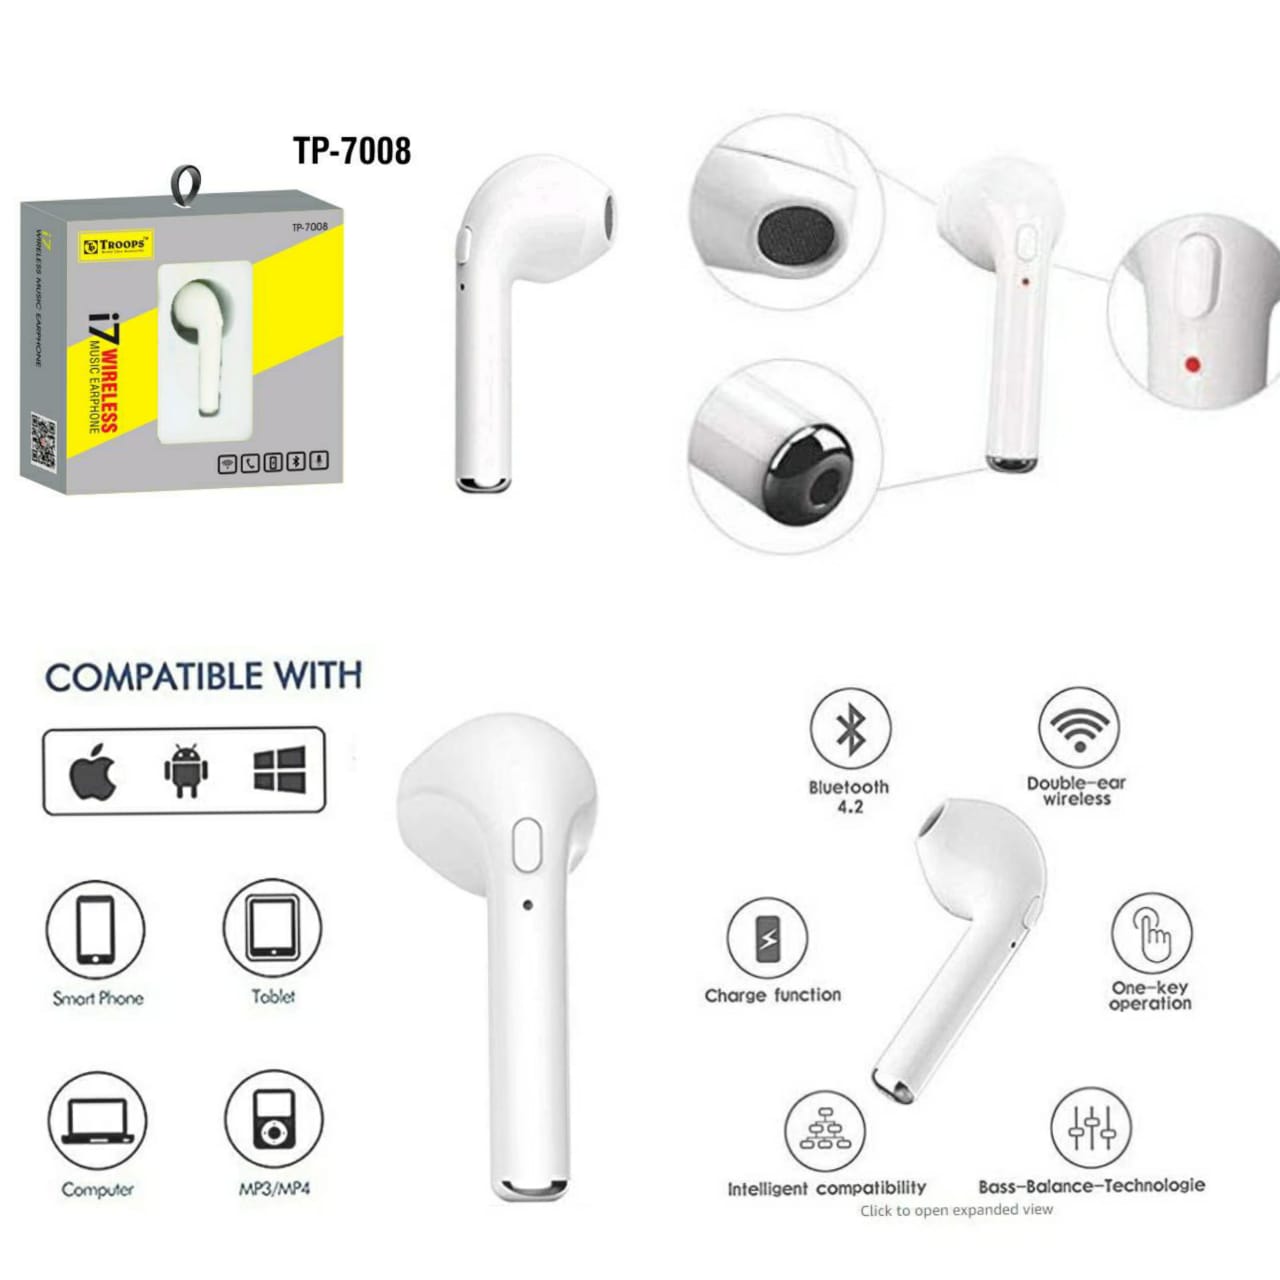 TP-7008
TP-7008
TROOPS
i7
WIRELESS
MUSIC EARPHONE
i7
WIRELESS MUSIC EARPHONE
COMPATIBLE WITH
Smart Phone
Tablet
Computer
MP3/MP4
Bluetooth
4.2
Double-ear
wireless
Charge function
One-key
operation
Intelligent compatibility
Bass-Balance-Technologie
Click to open expanded view